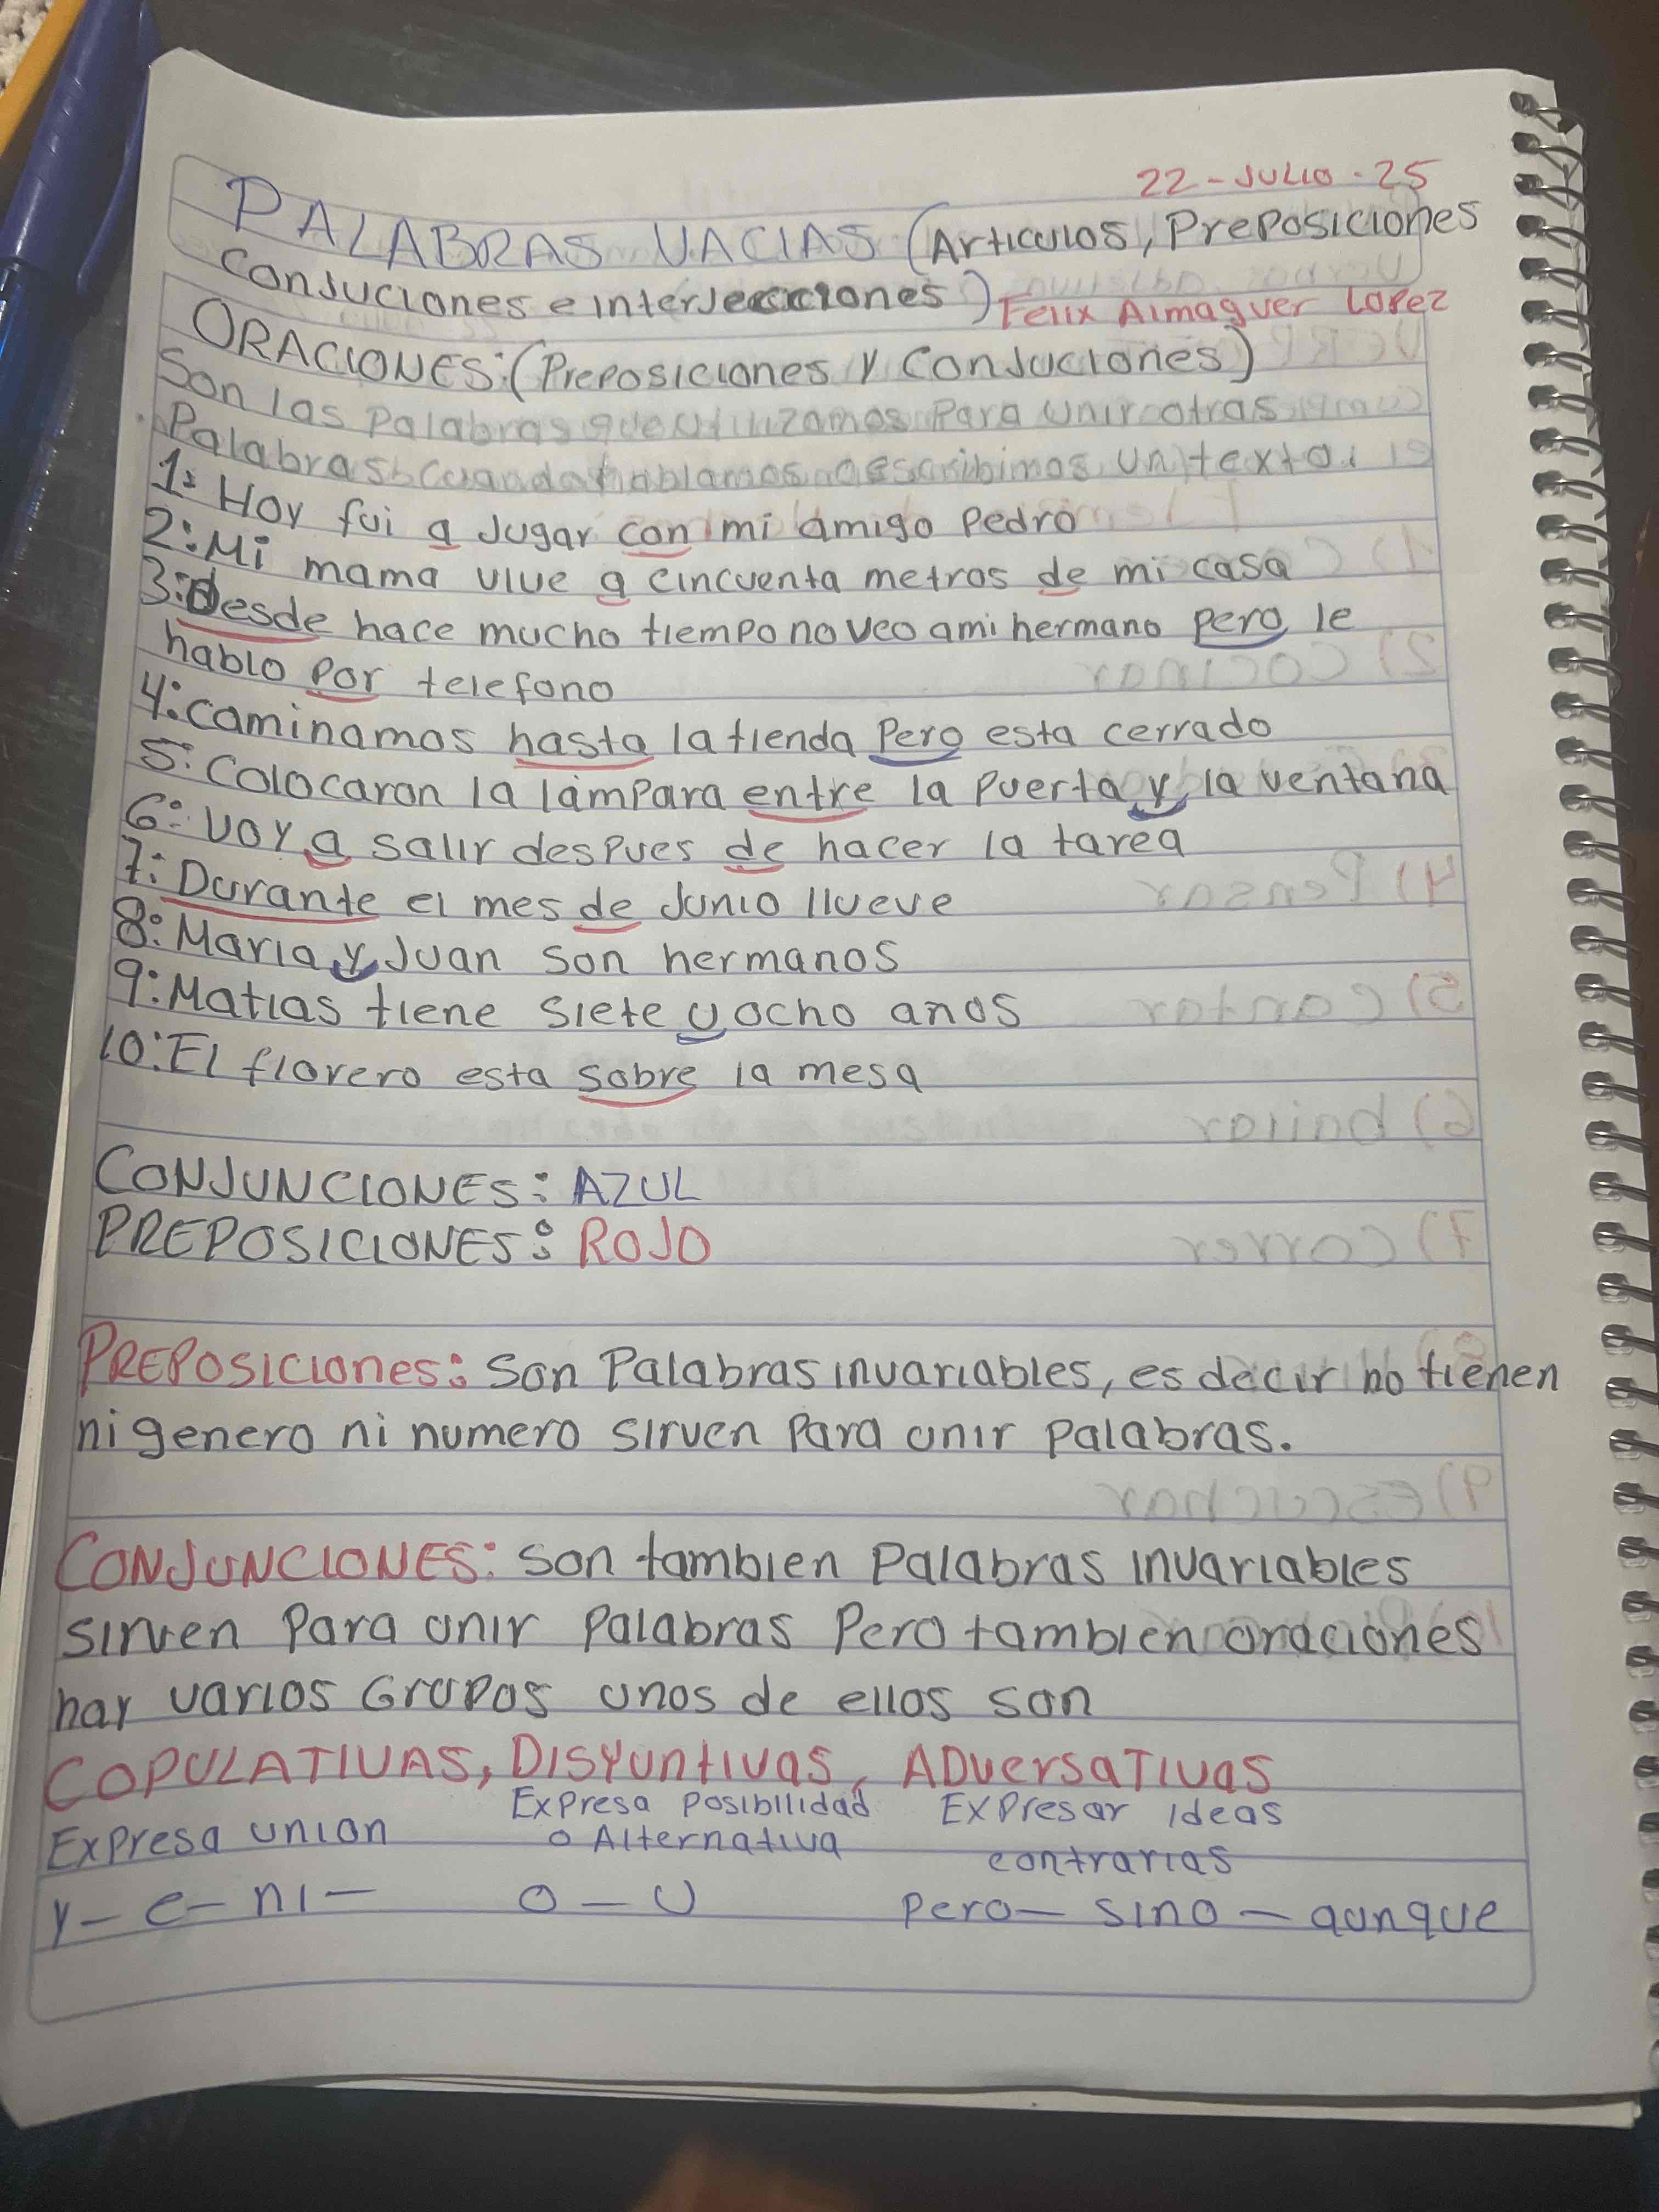 22-JULIO-25
PALABRAS VACIAS (Articulos, Preposiciones
Conjuciones e interjecciones) Felix Almaguer Lopez
ORACIONES: (Preposiciones y Conjuciones)
Son las palabras que utilizamos para unir otras
Palabras cuando hablamos o escribimos un texto.
1: Hoy fui a jugar con mi amigo Pedro
2: Mi mama vive a cincuenta metros de mi casa
3: desde hace mucho tiempo no veo a mi hermano pero le
hablo por telefono
4: caminamos hasta la tienda Pero esta cerrado
5: Colocaron la lámpara entre la puerta y la ventana
6: voy a salir despues de hacer la tarea
7: Durante el mes de Junio llueve
8: Maria y Juan son hermanos
9: Matias tiene siete u ocho anos
10: El florero esta sobre la mesa
CONJUNCIONES: AZUL
PREPOSICIONES: ROJO
PREPOSICIONES: Son Palabras invariables, es decir no tienen
ni genero ni numero sirven para unir palabras.
CONJUNCIONES: son tambien Palabras invariables
sirven para unir palabras Pero tambien oraciones
hay varios Grupos unos de ellos son
COPULATIVAS, DISYUNTIVAS, ADVERSATIVAS
Expresa union Expresa posibilidad Expresar ideas
o Alternativa contrarias
y - e - ni - o - u Pero - sino - aunque